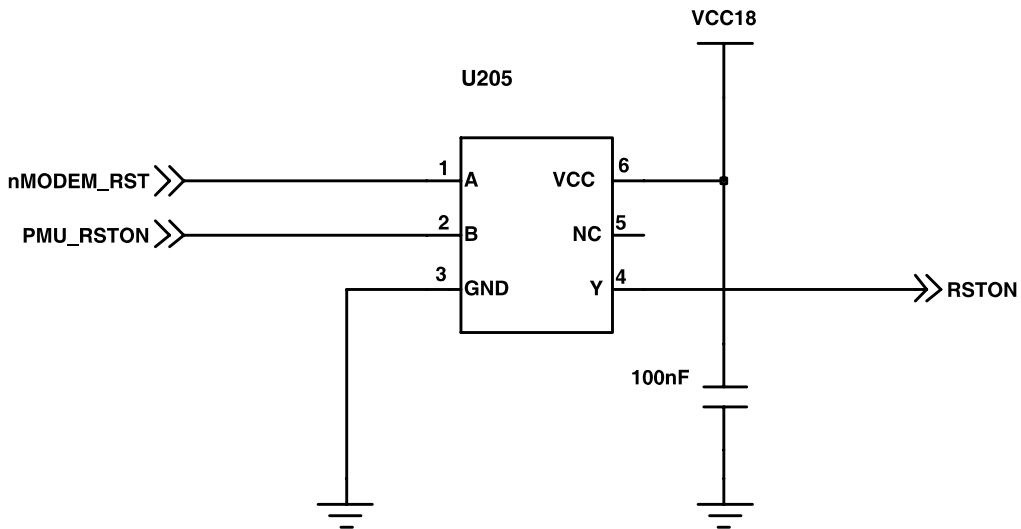 VCC18
U205
nMODEM_RST 1 A VCC 6
PMU_RSTON 2 B NC 5
3 GND Y 4 RSTON
100nF